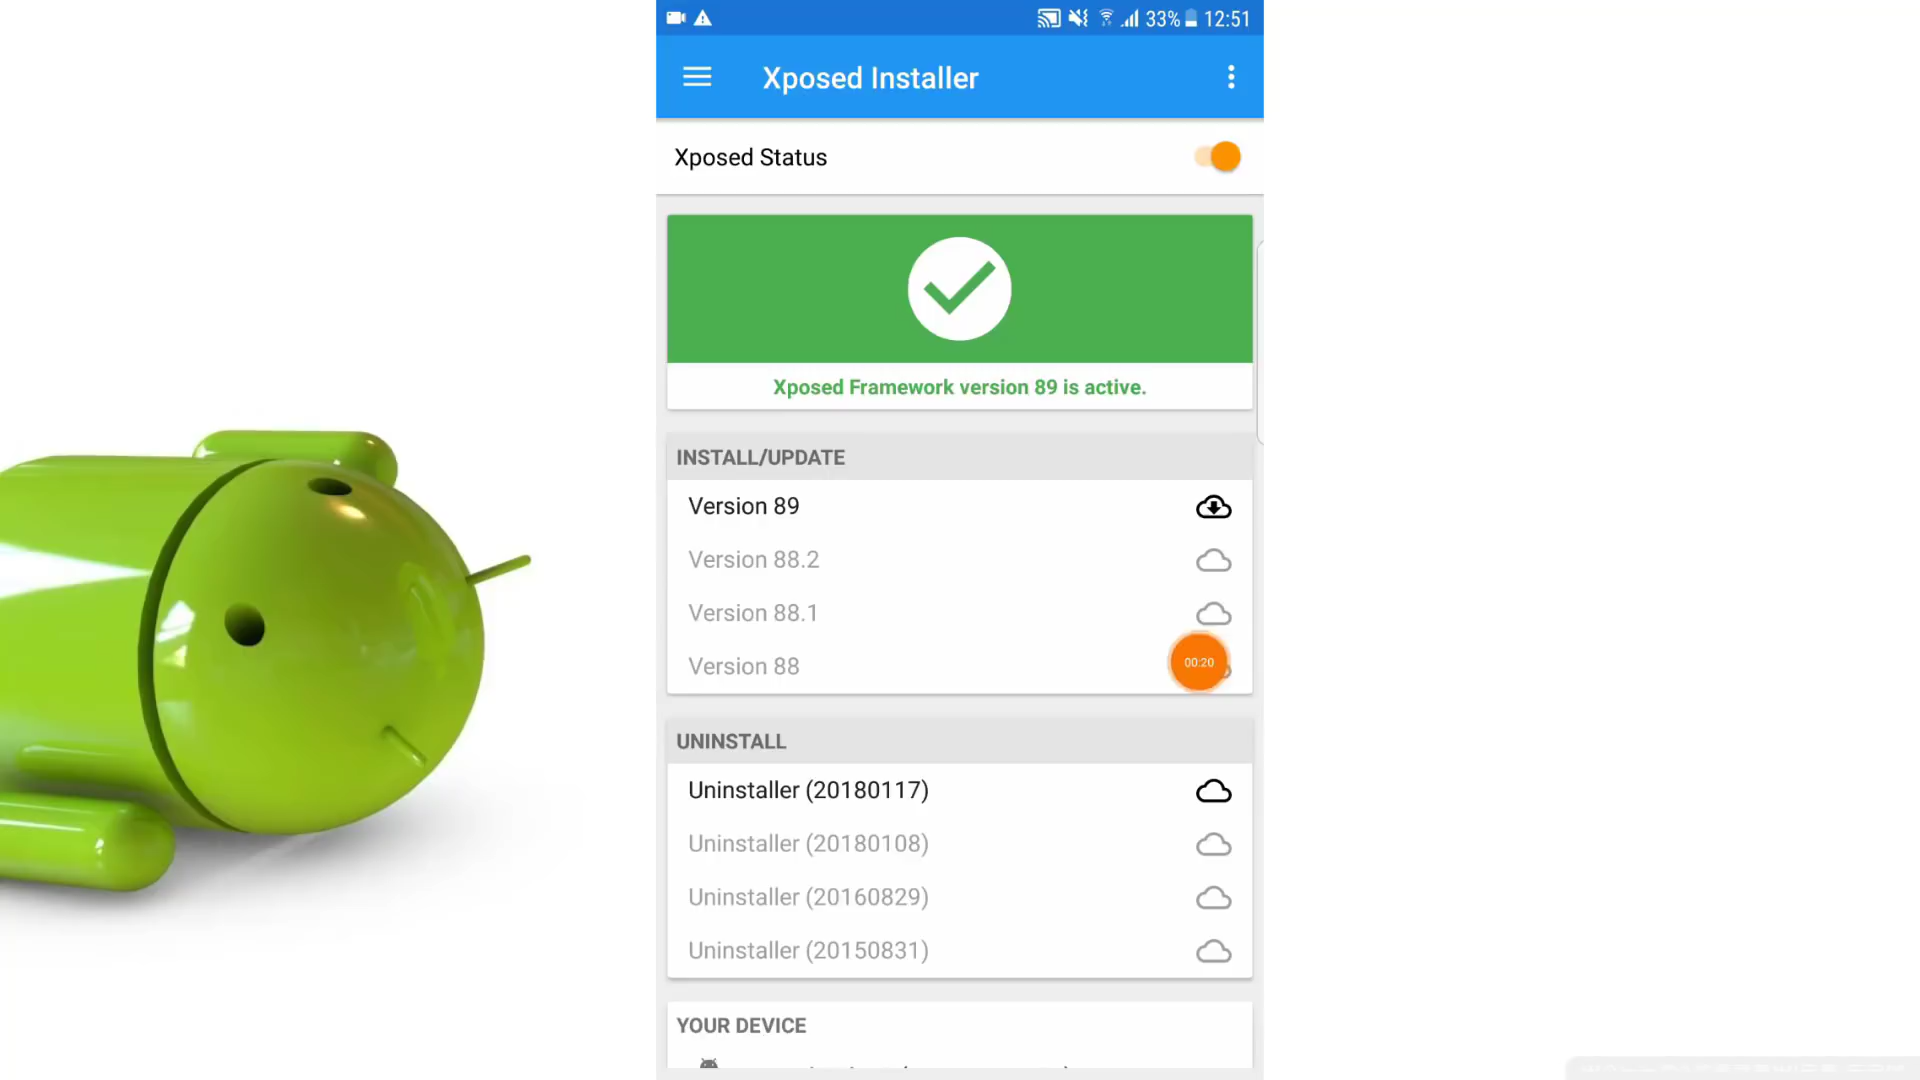 33% 12:51
Xposed Installer
Xposed Status
Xposed Framework version 89 is active.
INSTALL/UPDATE
Version 89
Version 88.2
Version 88.1
Version 88
00:20
UNINSTALL
Uninstaller (20180117)
Uninstaller (20180108)
Uninstaller (20160829)
Uninstaller (20150831)
YOUR DEVICE